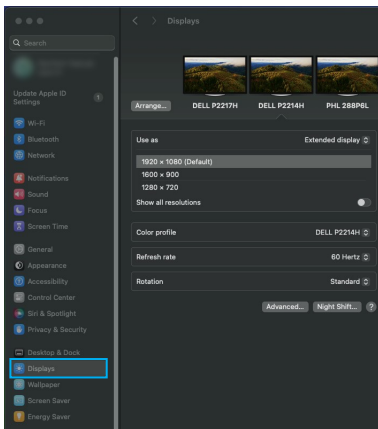 Displays
Search
Update Apple ID
Settings
1
Wi-Fi
Bluetooth
Network
Notifications
Sound
Focus
Screen Time
General
Appearance
Accessibility
Control Center
Siri & Spotlight
Privacy & Security
Desktop & Dock
Displays
Wallpaper
Screen Saver
Energy Saver
Arrange... DELL P2217H DELL P2214H PHL 288P6L
Use as Extended display
1920 × 1080 (Default)
1600 × 900
1280 × 720
Show all resolutions
Color profile DELL P2214H
Refresh rate 60 Hertz
Rotation Standard
Advanced... Night Shift... ?